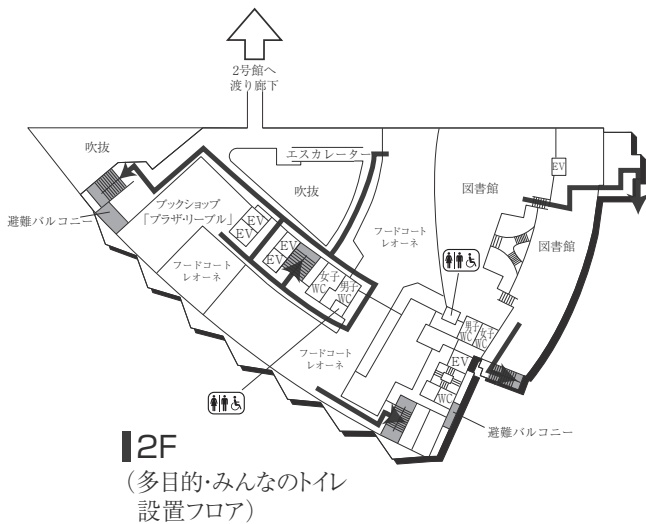 2号館へ
渡り廊下
吹抜
エスカレーター
吹抜
EV
図書館
図書館
避難バルコニー
ブックショップ
「プラザ・リーブル」
EV
EV
EV
EV
女子
WC
男子
WC
フードコート
レオーネ
フードコート
レオーネ
フードコート
レオーネ
男子
WC
女子
WC
EV
WC
避難バルコニー
2F
(多目的・みんなのトイレ
設置フロア)